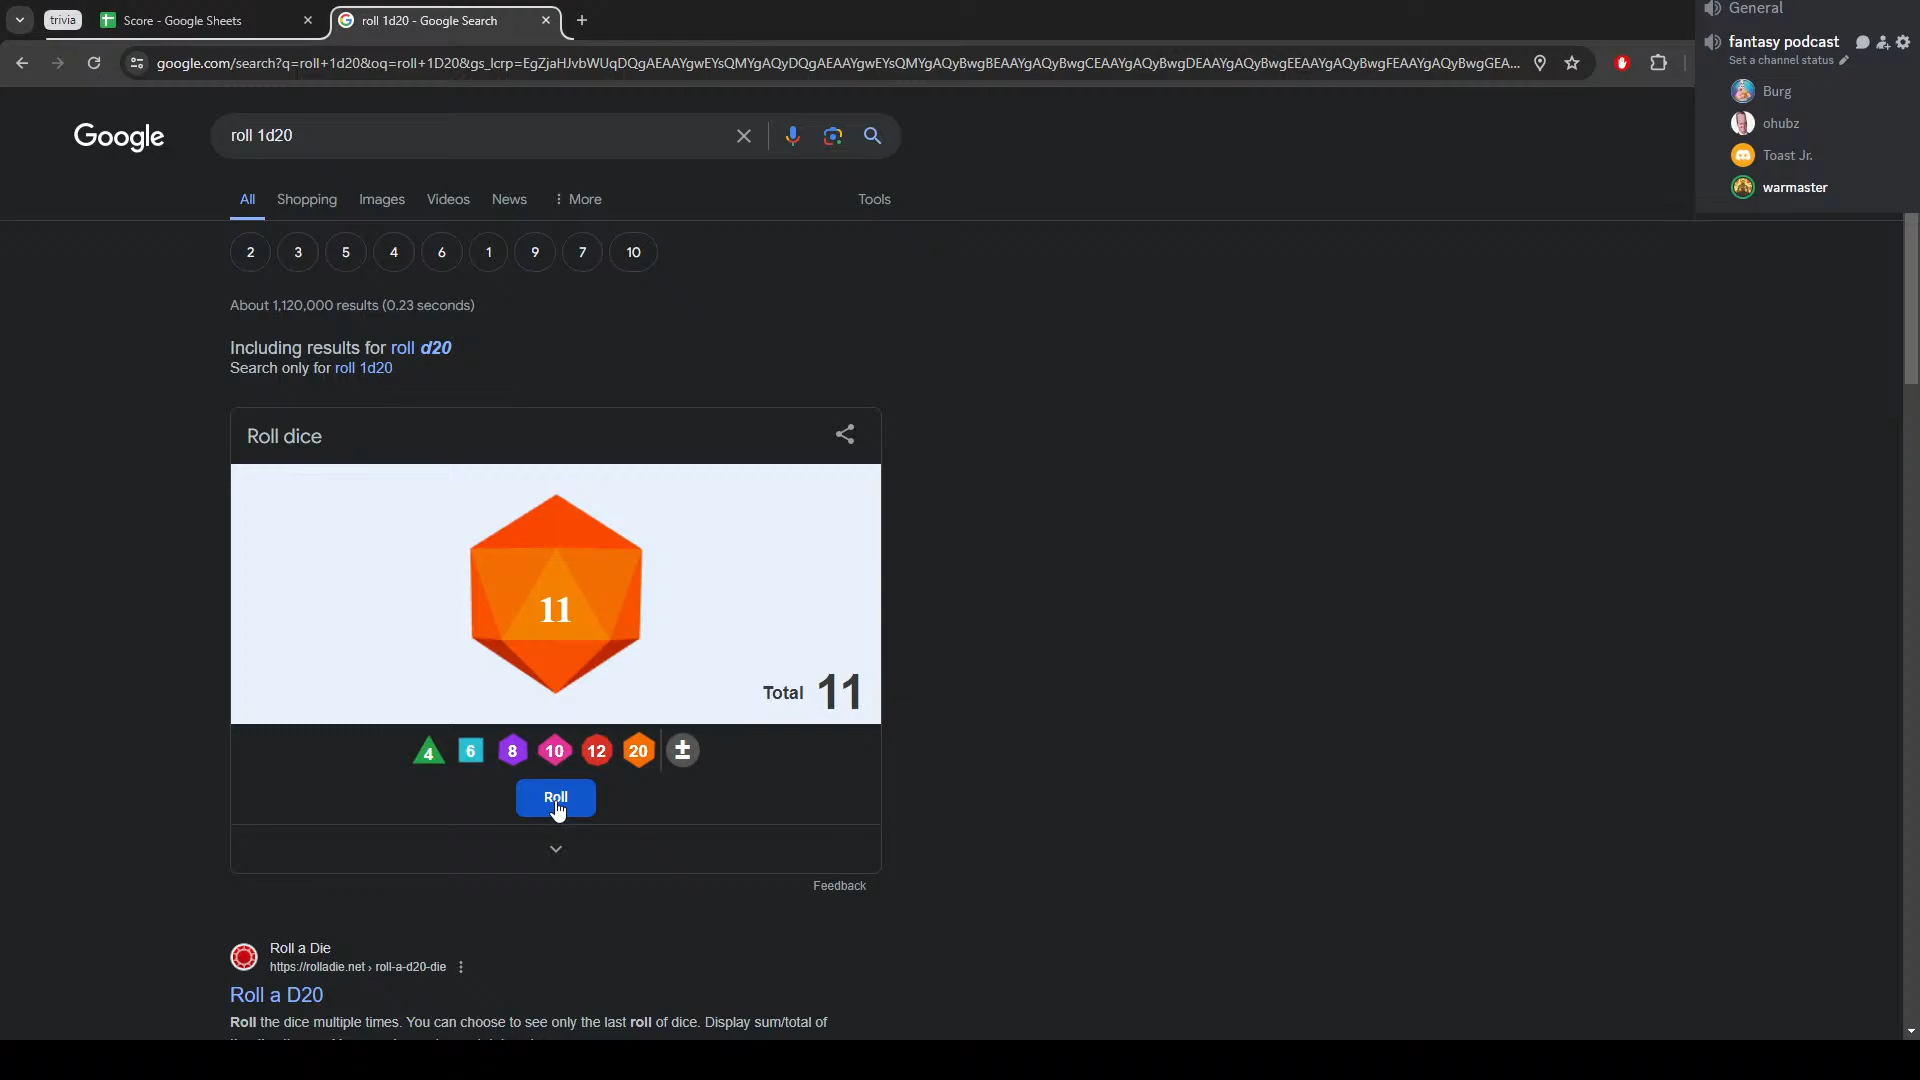 trivia
Score - Google Sheets
roll 1d20 - Google Search
google.com/search?q=roll+1d20&oq=roll+1D20&gs_lcrp=EgZjaHJvbWUqDQgAEAAYgwEYsQMYgAQyDQgAEAAYgwEYsQMYgAQyBwgBEAAYgAQyBwgCEAAYgAQyBwgDEAAYgAQyBwgEEAAYgAQyBwgFEAAYgAQyBwgGEA...
General
fantasy podcast
Set a channel status
Burg
ohubz
Toast Jr.
warmaster
Google
roll 1d20
All Shopping Images Videos News More Tools
2 3 5 4 6 1 9 7 10
About 1,120,000 results (0.23 seconds)
Including results for roll d20
Search only for roll 1d20
Roll dice
11
Total 11
4 6 8 10 12 20 ±
Roll
Feedback
Roll a Die
https://rolladie.net › roll-a-d20-die
Roll a D20
Roll the dice multiple times. You can choose to see only the last roll of dice. Display sum/total of